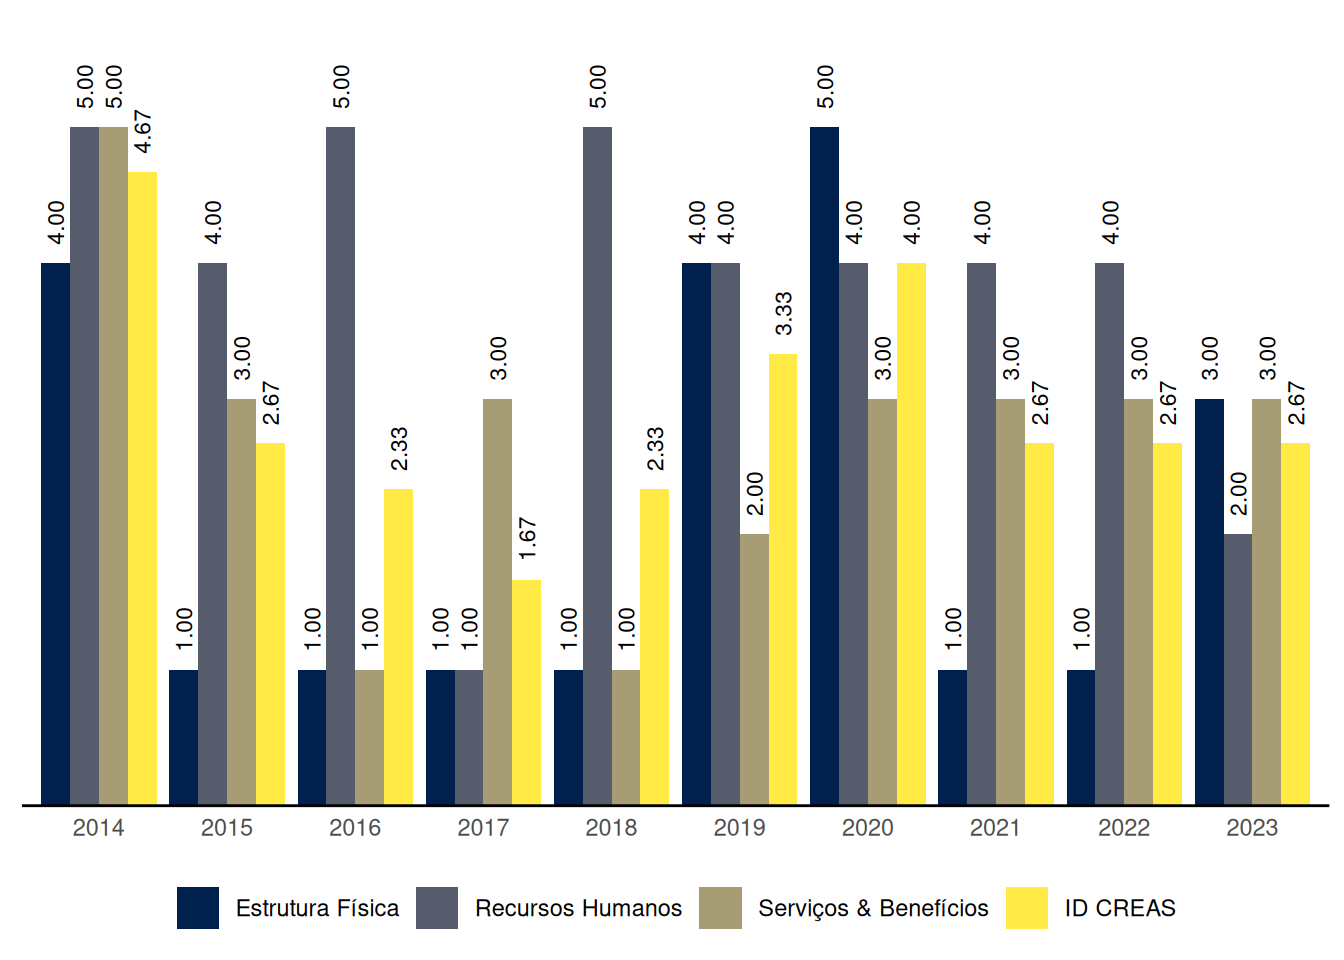 5.00 5.00 5.00 5.00 5.00
4.67
4.00 4.00 4.00 4.00 4.00 4.00 4.00 4.00
3.33
3.00 3.00 3.00 3.00 3.00 3.00 3.00
2.67 2.67 2.67 2.67
2.33 2.33
2.00 2.00
1.67
1.00 1.00 1.00 1.00 1.00 1.00 1.00 1.00 1.00
2014 2015 2016 2017 2018 2019 2020 2021 2022 2023
Estrutura Física Recursos Humanos Serviços & Benefícios ID CREAS